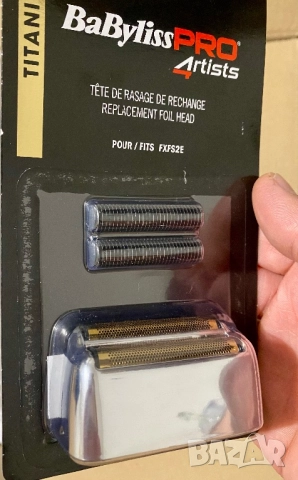 TITANI
BaBylissPRO®
4Artists
TÊTE DE RASAGE DE RECHANGE
REPLACEMENT FOIL HEAD
POUR / FITS FXFS2E
BAZAR